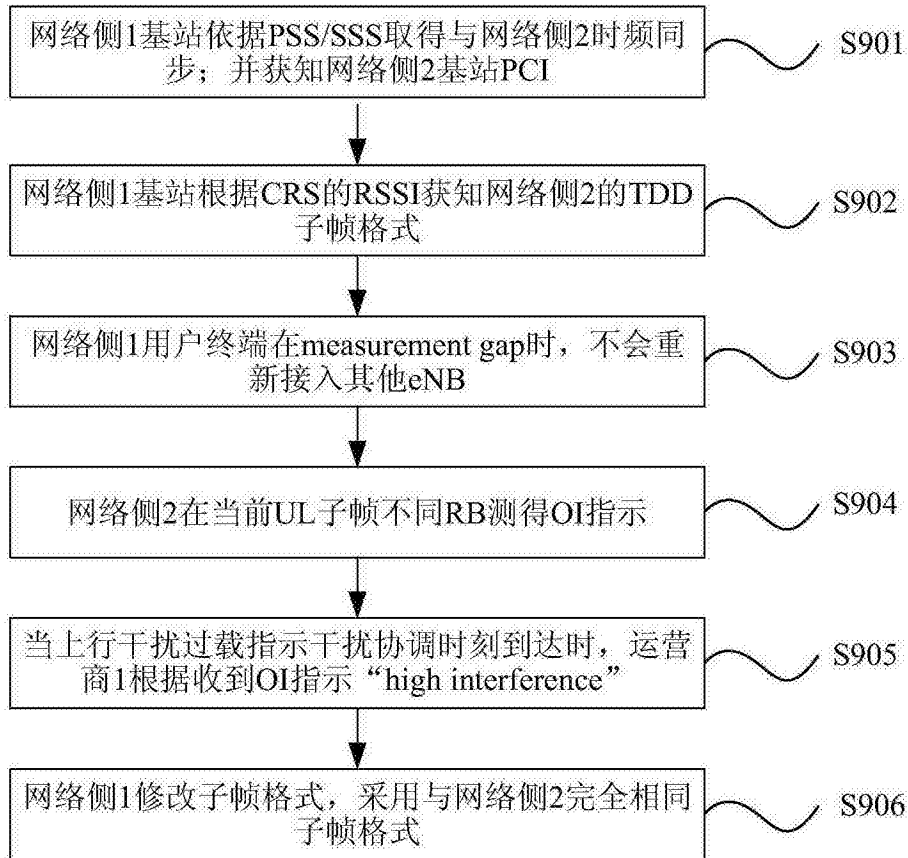 网络侧1基站依据PSS/SSS取得与网络侧2时频同
步；并获知网络侧2基站PCI
S901
网络侧1基站根据CRS的RSSI获知网络侧2的TDD
子帧格式
S902
网络侧1用户终端在measurement gap时，不会重
新接入其他eNB
S903
网络侧2在当前UL子帧不同RB测得OI指示
S904
当上行干扰过载指示干扰协调时刻到达时，运营
商1根据收到OI指示“high interference”
S905
网络侧1修改子帧格式，采用与网络侧2完全相同
子帧格式
S906